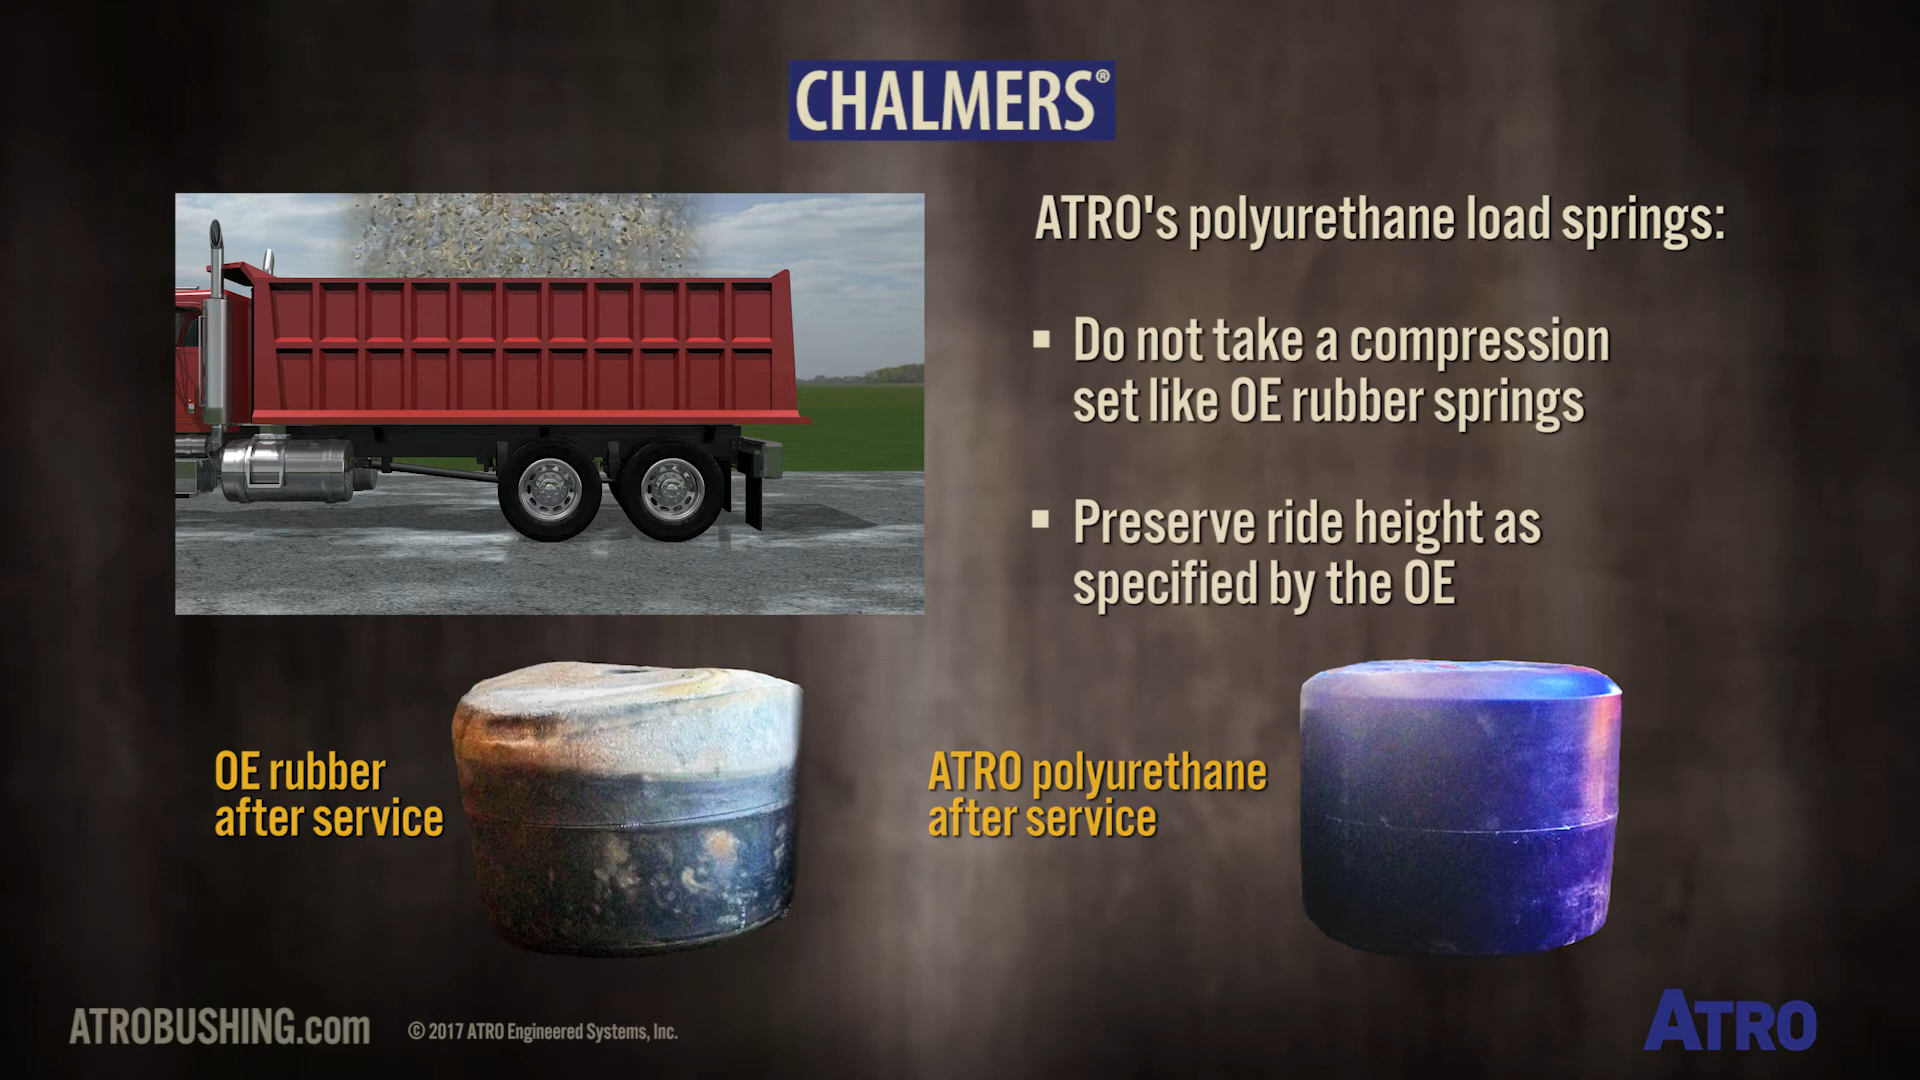 CHALMERS®
ATRO's polyurethane load springs:
▪ Do not take a compression
set like OE rubber springs
▪ Preserve ride height as
specified by the OE
OE rubber
after service
ATRO polyurethane
after service
ATROBUSHING.com
© 2017 ATRO Engineered Systems, Inc.
ATRO